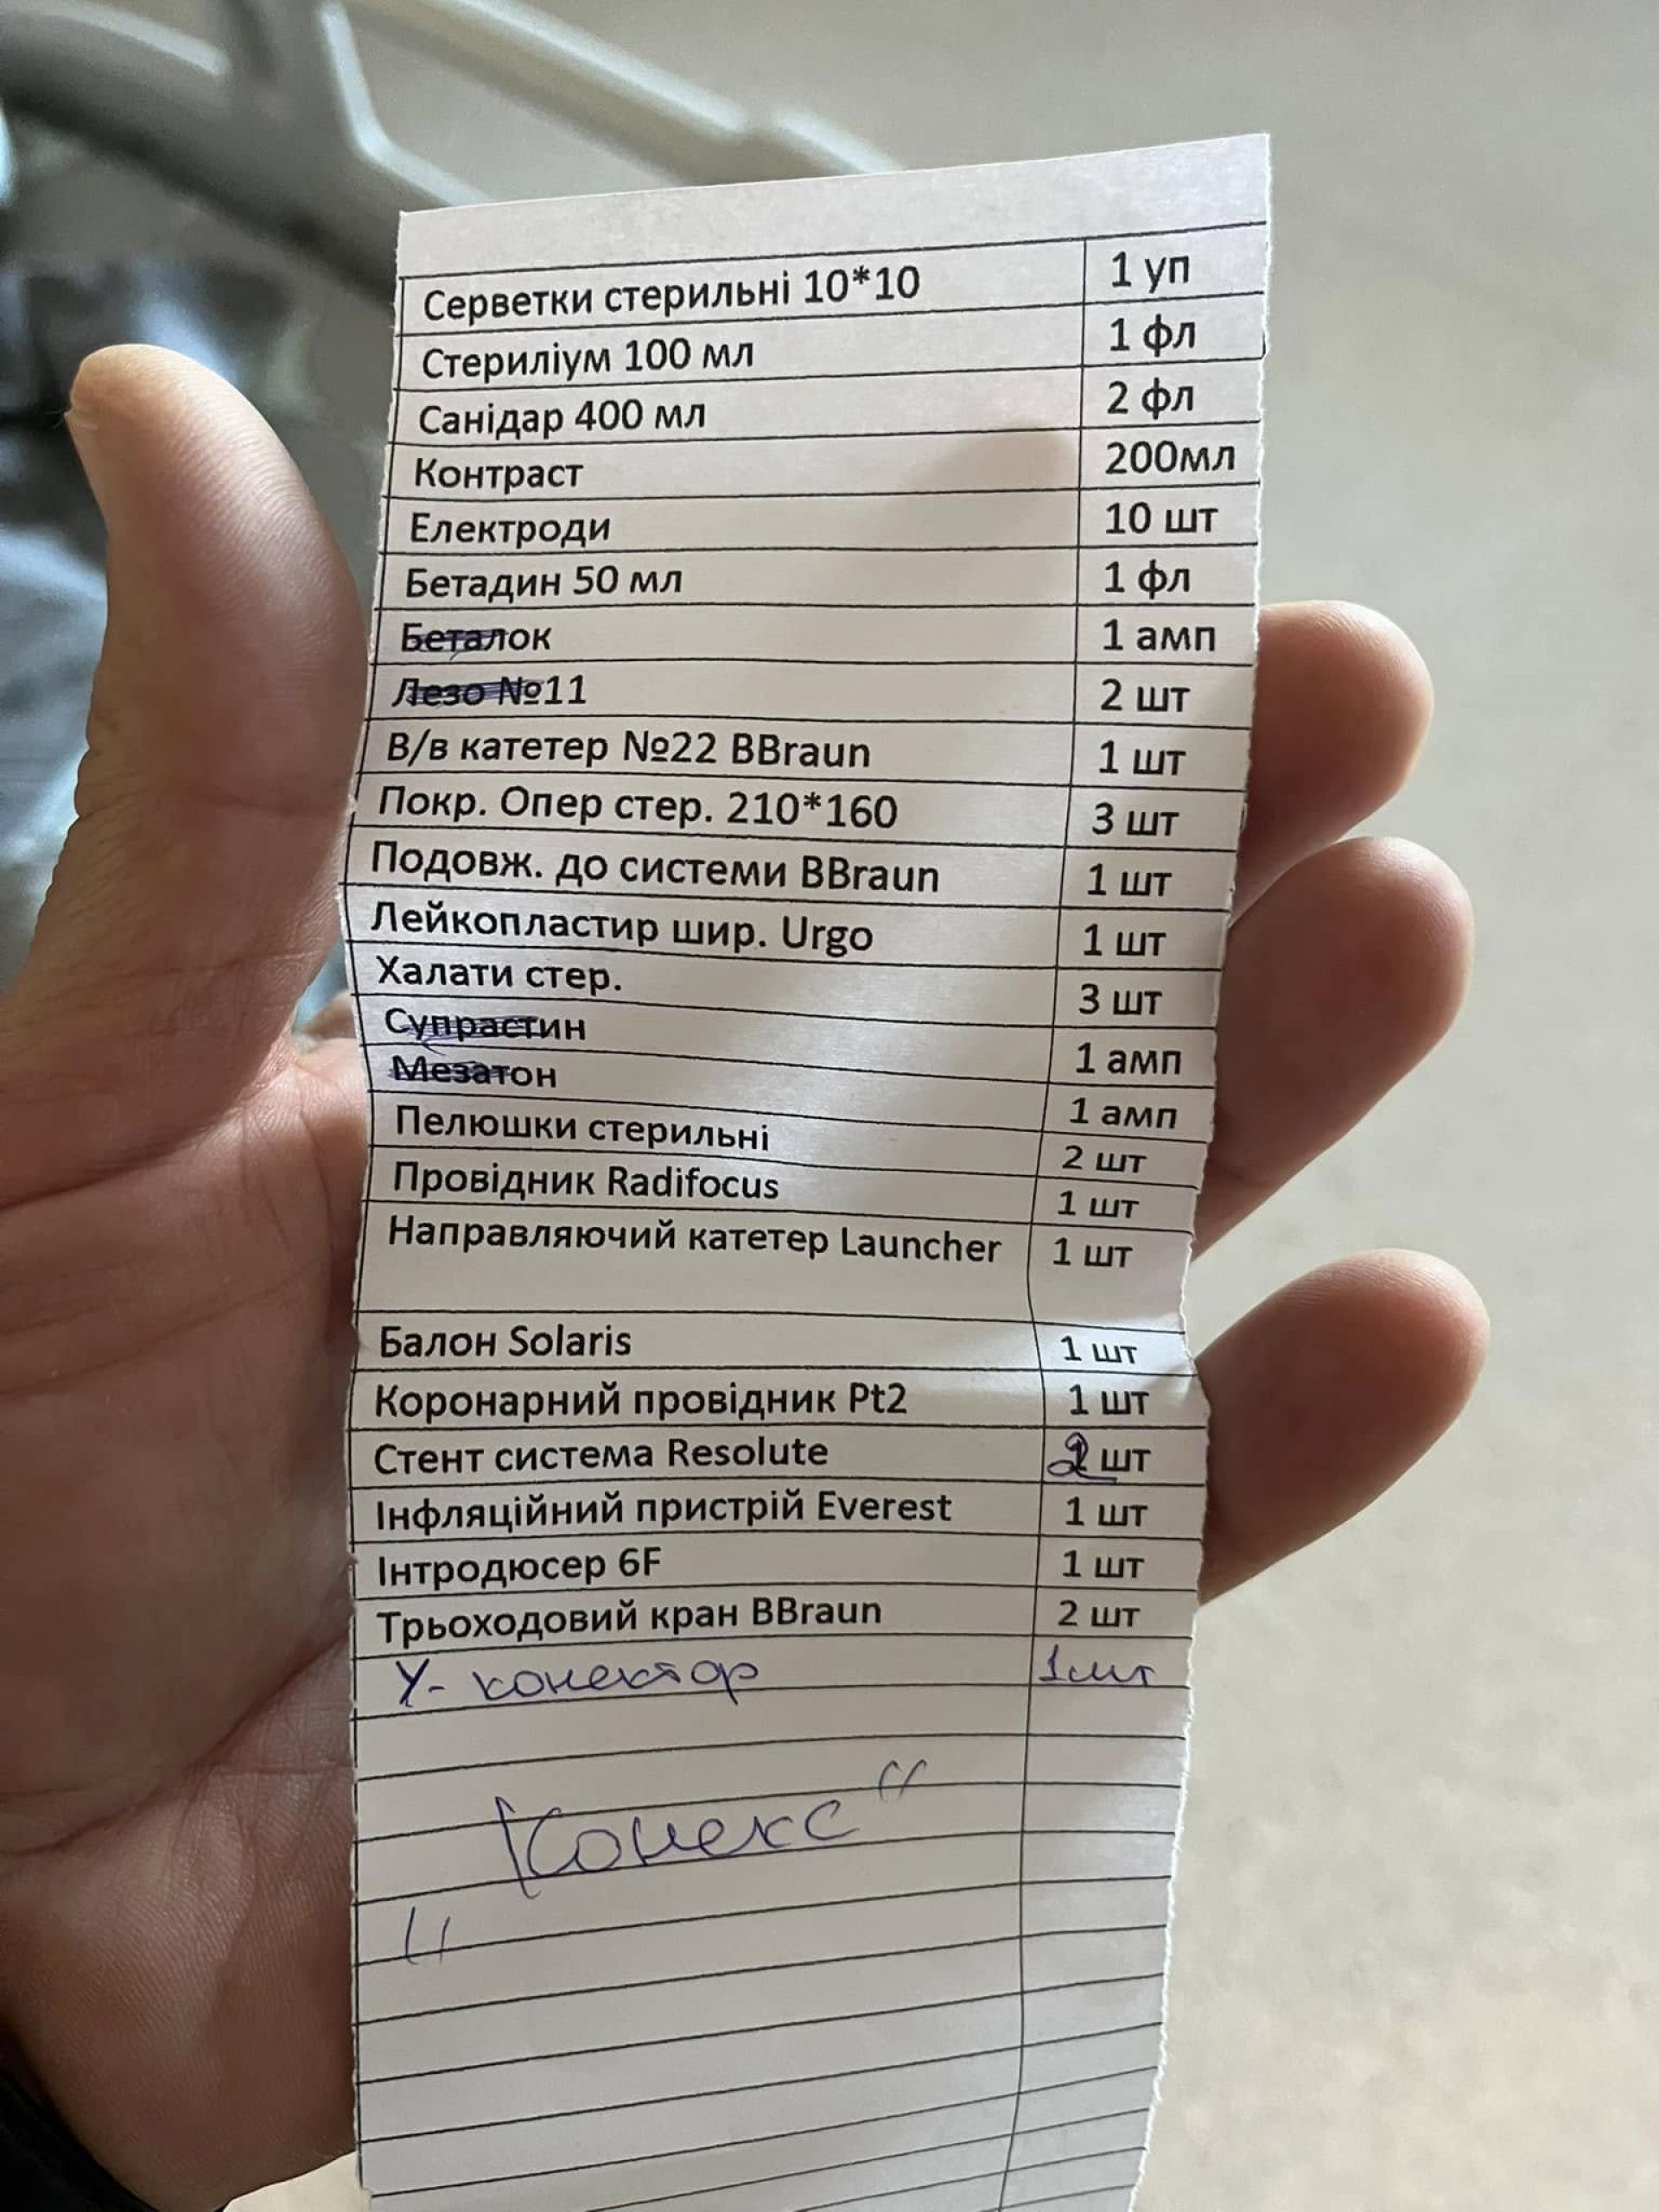 Серветки стерильні 10*10 1 уп
Стериліум 100 мл 1 фл
Санідар 400 мл 2 фл
Контраст 200мл
Електроди 10 шт
Бетадин 50 мл 1 фл
Беталок 1 амп
Лезо №11 2 шт
В/в катетер №22 BBraun 1 шт
Покр. Опер стер. 210*160 3 шт
Подовж. до системи BBraun 1 шт
Лейкопластир шир. Urgo 1 шт
Халати стер. 3 шт
Супрастин 1 амп
Мезатон 1 амп
Пелюшки стерильні 2 шт
Провідник Radifocus 1 шт
Направляючий катетер Launcher 1 шт
Балон Solaris 1 шт
Коронарний провідник Pt2 1 шт
Стент система Resolute 2 шт
Інфляційний пристрій Everest 1 шт
Інтродюсер 6F 1 шт
Трьоходовий кран BBraun 2 шт
Y- конектор 1 шт
"Конекс"